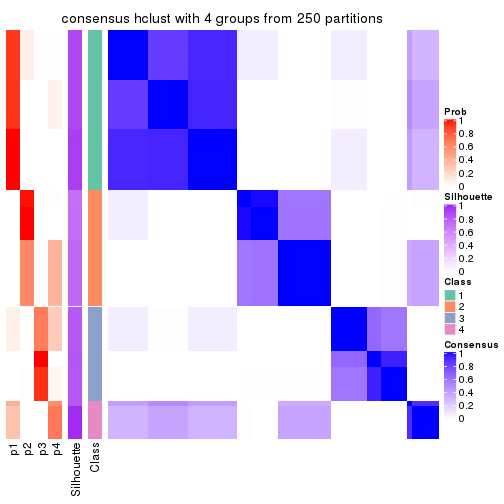 consensus hclust with 4 groups from 250 partitions
Prob
1
0.8
0.6
0.4
0.2
0
Silhouette
1
0.8
0.6
0.4
0.2
0
Class
1
2
3
4
Consensus
1
0.8
0.6
0.4
0.2
0
p1
p2
p3
p4
Silhouette
Class